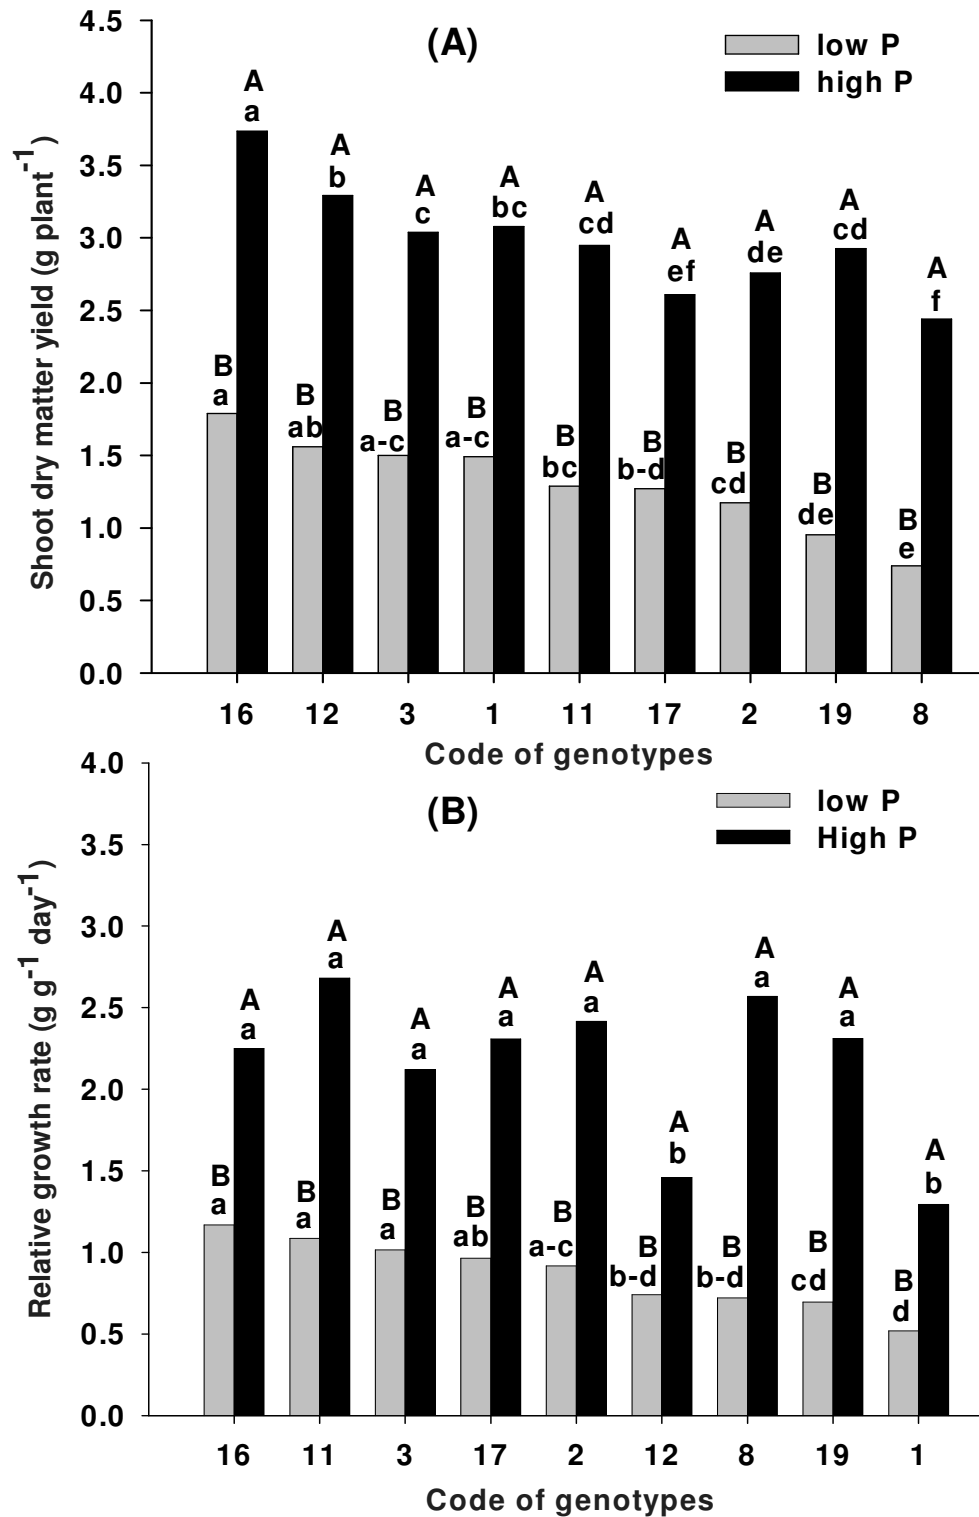 (A)
low P
high P
Shoot dry matter yield (g plant⁻¹)
4.5
4.0
3.5
3.0
2.5
2.0
1.5
1.0
0.5
0.0
B
a
A
a
B
ab
A
b
B
a-c
A
c
B
a-c
A
bc
B
bc
A
cd
B
b-d
A
ef
B
cd
A
de
B
de
A
cd
B
e
A
f
16 12 3 1 11 17 2 19 8
Code of genotypes
(B)
low P
High P
Relative growth rate (g g⁻¹ day⁻¹)
4.0
3.5
3.0
2.5
2.0
1.5
1.0
0.5
0.0
B
a
A
a
B
a
A
a
B
a
A
a
B
ab
A
a
B
a-c
A
a
B
b-d
A
b
B
b-d
A
a
B
cd
A
a
B
d
A
b
16 11 3 17 2 12 8 19 1
Code of genotypes